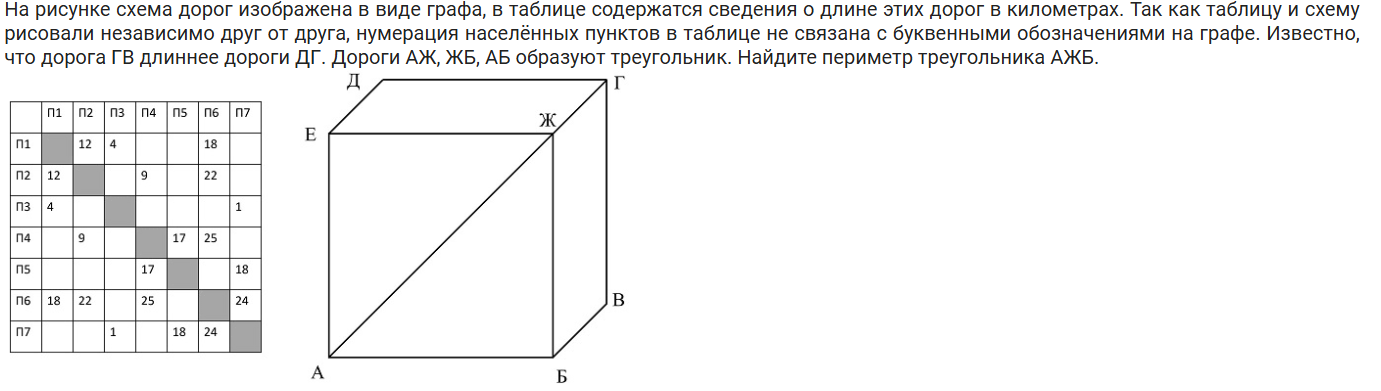 На рисунке схема дорог изображена в виде графа, в таблице содержатся сведения о длине этих дорог в километрах. Так как таблицу и схему
рисовали независимо друг от друга, нумерация населённых пунктов в таблице не связана с буквенными обозначениями на графе. Известно,
что дорога ГВ длиннее дороги ДГ. Дороги АЖ, ЖБ, АБ образуют треугольник. Найдите периметр треугольника АЖБ.
П1 П2 П3 П4 П5 П6 П7
П1 12 4 18
П2 12 9 22
П3 4 1
П4 9 17 25
П5 17 18
П6 18 22 25 24
П7 1 18 24
Д Г
Е Ж
В
А Б